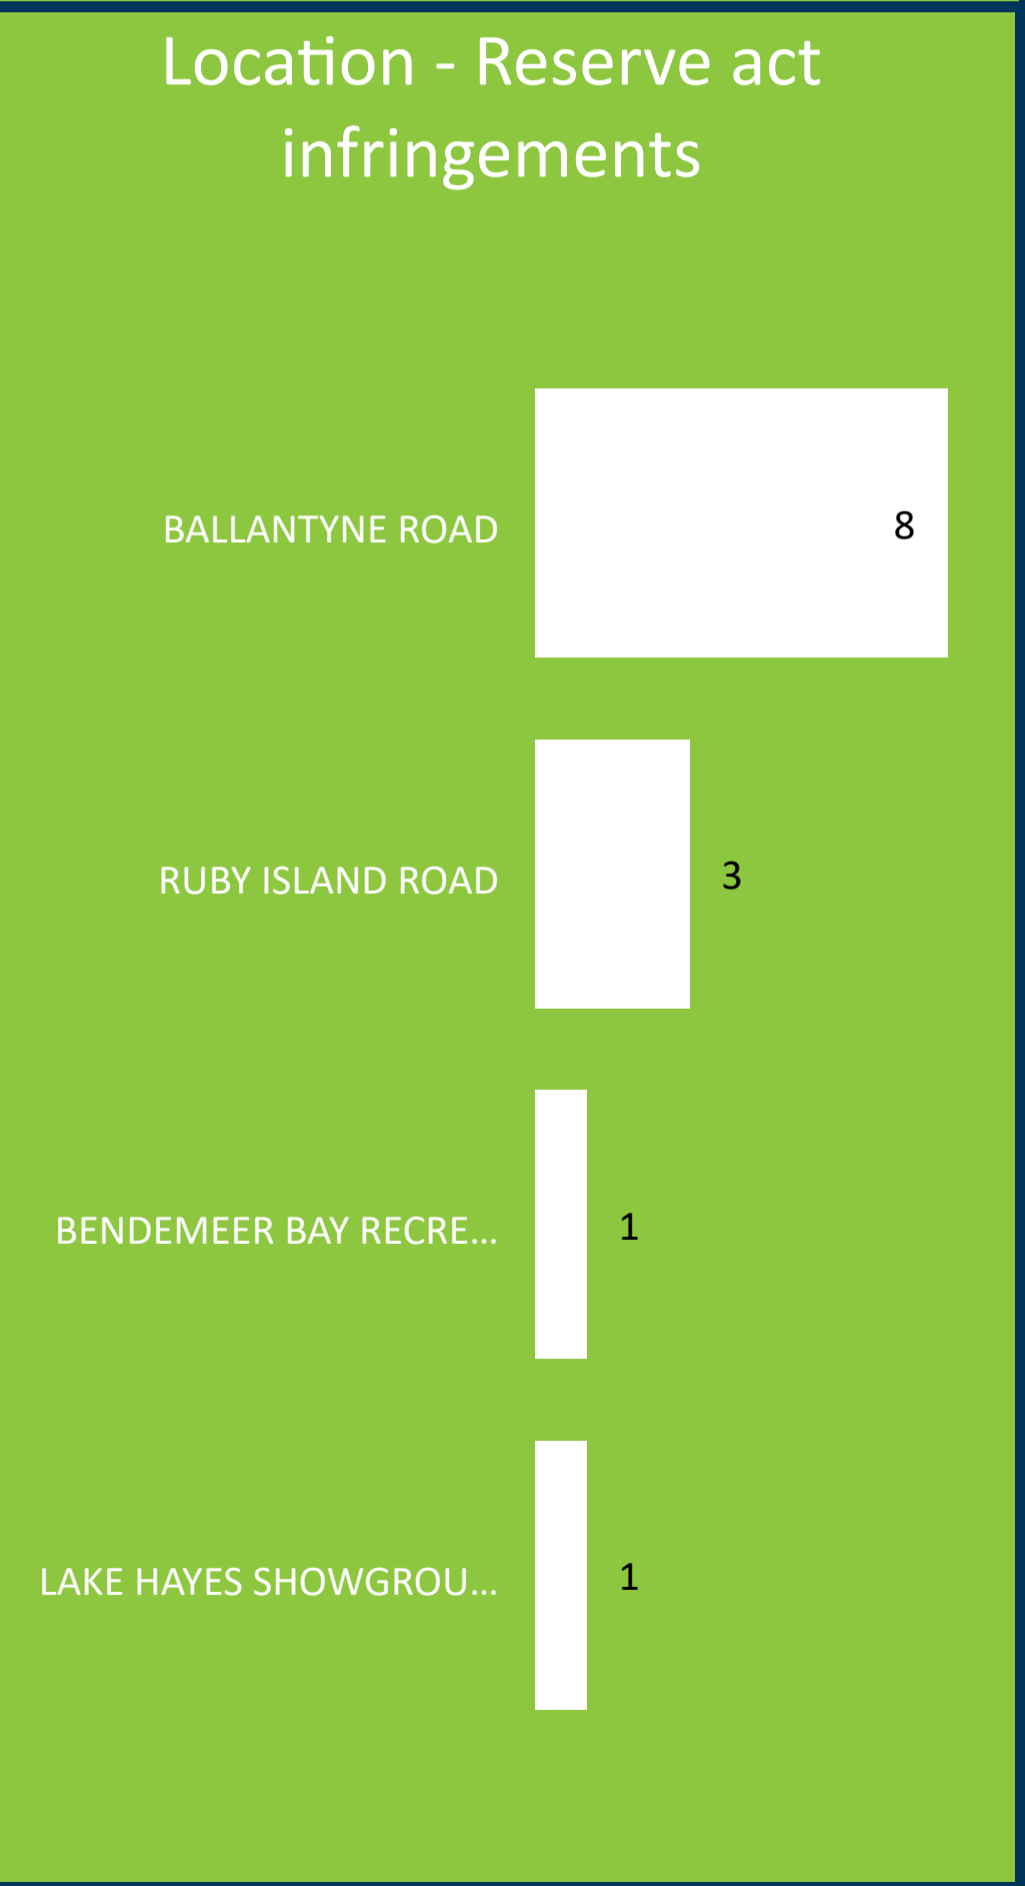 Location - Reserve act
infringements
BALLANTYNE ROAD 8
RUBY ISLAND ROAD 3
BENDEMEER BAY RECRE... 1
LAKE HAYES SHOWGROU... 1